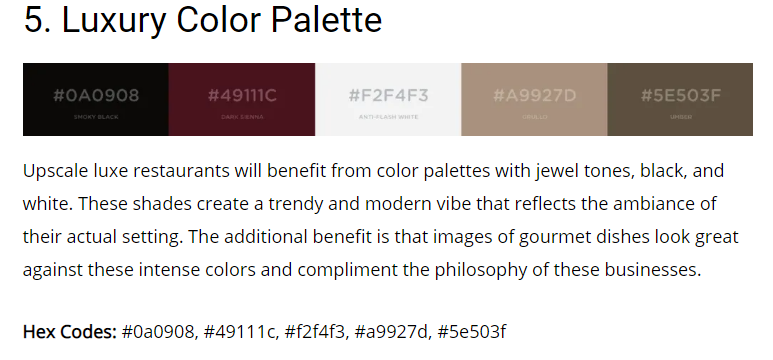 5. Luxury Color Palette
#0A0908 #49111C #F2F4F3 #A9927D #5E503F
SMOKY BLACK DARK SIENNA ANTI-FLASH WHITE UMBER
Upscale luxe restaurants will benefit from color palettes with jewel tones, black, and
white. These shades create a trendy and modern vibe that reflects the ambiance of
their actual setting. The additional benefit is that images of gourmet dishes look great
against these intense colors and compliment the philosophy of these businesses.
Hex Codes: #0a0908, #49111c, #f2f4f3, #a9927d, #5e503f